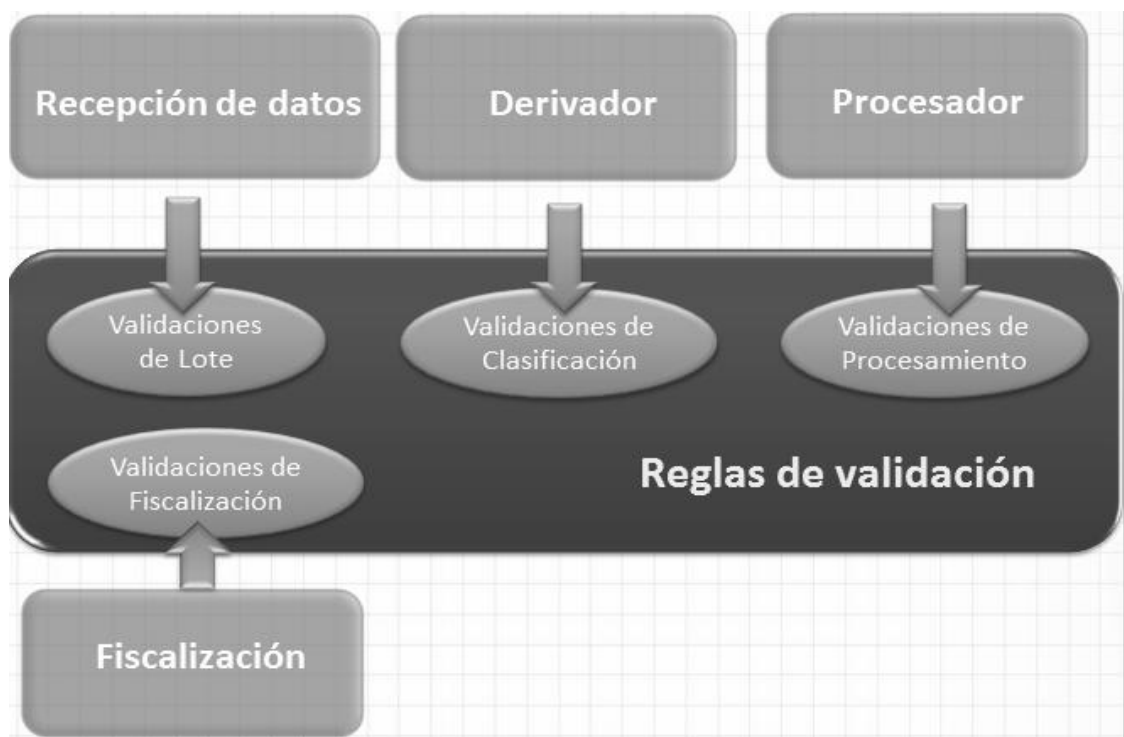 Recepción de datos
Derivador
Procesador
Validaciones
de Lote
Validaciones de
Clasificación
Validaciones de
Procesamiento
Validaciones de
Fiscalización
Reglas de validación
Fiscalización